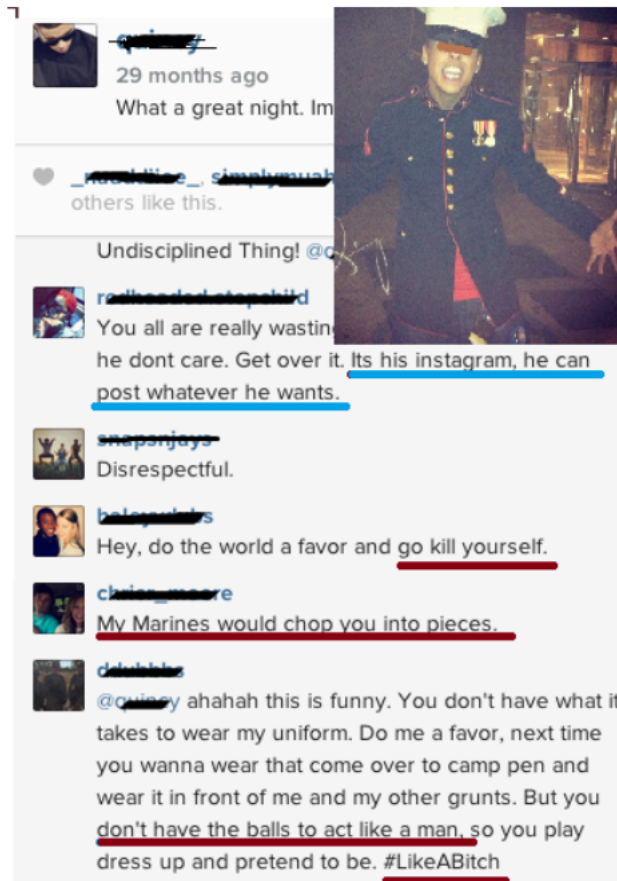 29 months ago
What a great night. Im
others like this.
Undisciplined Thing! @q
You all are really wastin
he dont care. Get over it. Its his instagram, he can
post whatever he wants.
Disrespectful.
Hey, do the world a favor and go kill yourself.
My Marines would chop you into pieces.
ahahah this is funny. You don't have what it
takes to wear my uniform. Do me a favor, next time
you wanna wear that come over to camp pen and
wear it in front of me and my other grunts. But you
don't have the balls to act like a man, so you play
dress up and pretend to be. #LikeABitch